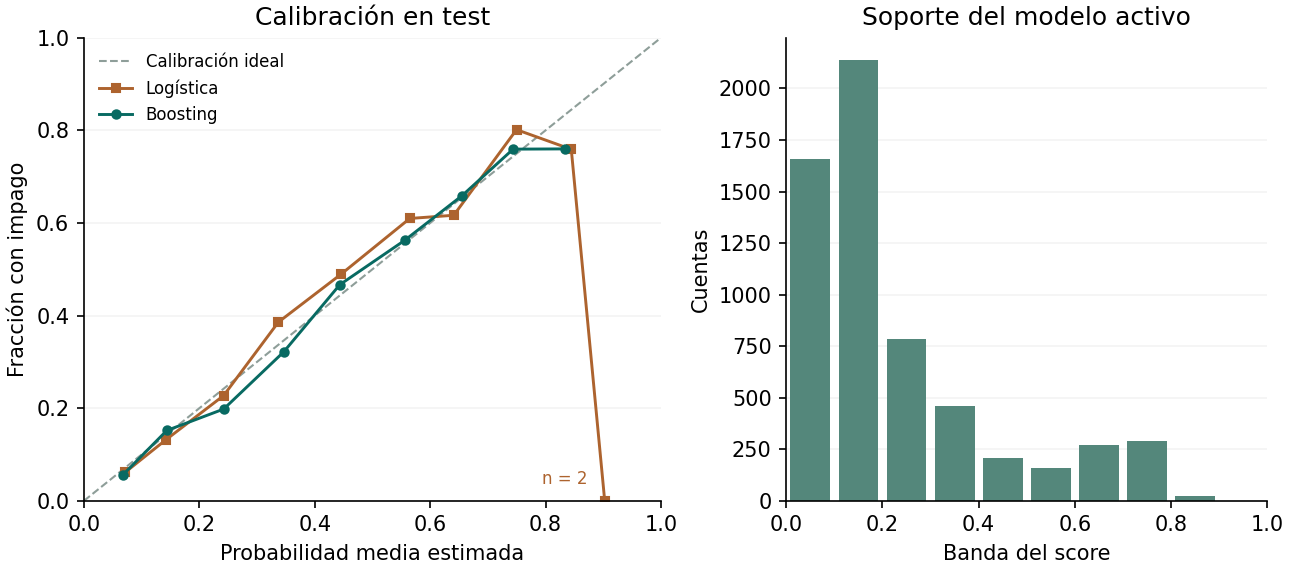 Calibración en test
1.0
0.8
0.6
0.4
0.2
0.0
Fracción con impago
Calibración ideal
Logística
Boosting
n = 2
0.0 0.2 0.4 0.6 0.8 1.0
Probabilidad media estimada
Soporte del modelo activo
2000
1750
1500
1250
1000
750
500
250
0
Cuentas
0.0 0.2 0.4 0.6 0.8 1.0
Banda del score